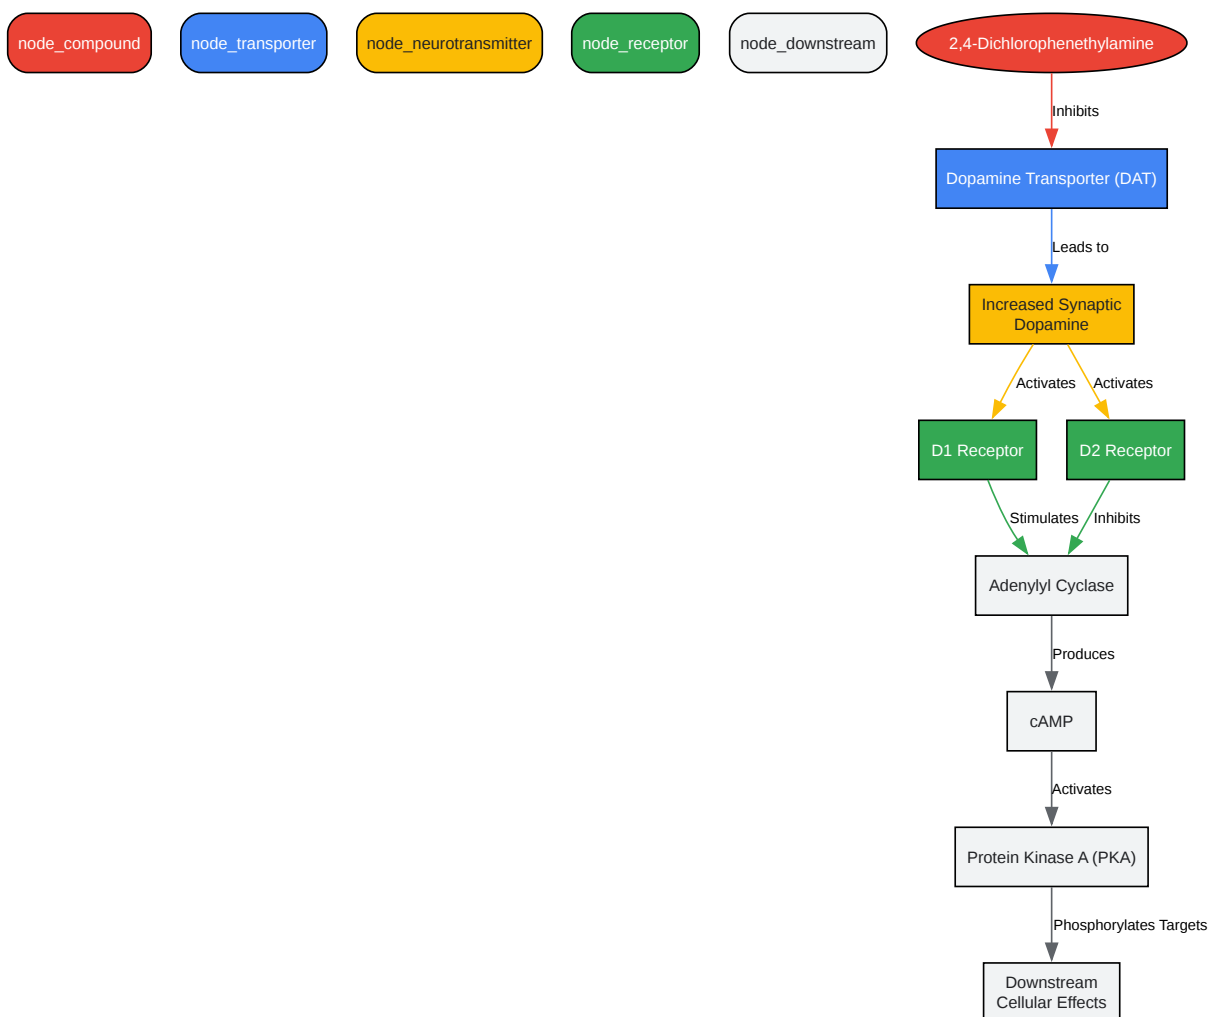 node_compound
node_transporter
node_neurotransmitter
node_receptor
node_downstream
2,4-Dichlorophenethylamine
Inhibits
Dopamine Transporter (DAT)
Leads to
Increased Synaptic
Dopamine
Activates
Activates
D1 Receptor
D2 Receptor
Stimulates
Inhibits
Adenylyl Cyclase
Produces
cAMP
Activates
Protein Kinase A (PKA)
Phosphorylates Targets
Downstream
Cellular Effects